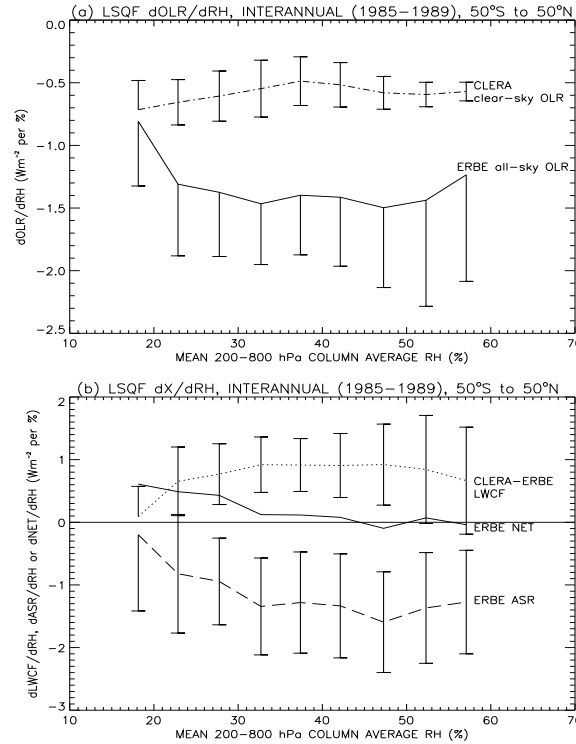 (a) LSQF dOLR/dRH, INTERANNUAL (1985−1989), 50°S to 50°N
0.0
−0.5
−1.0
−1.5
−2.0
−2.5
dOLR/dRH (Wm⁻² per %)
CLERA
clear−sky OLR
ERBE all−sky OLR
10 20 30 40 50 60 70
MEAN 200−800 hPa COLUMN AVERAGE RH (%)
(b) LSQF dX/dRH, INTERANNUAL (1985−1989), 50°S to 50°N
2
1
0
−1
−2
−3
dLWCF/dRH, dASR/dRH or dNET/dRH (Wm⁻² per %)
CLERA−ERBE
LWCF
ERBE NET
ERBE ASR
10 20 30 40 50 60 70
MEAN 200−800 hPa COLUMN AVERAGE RH (%)